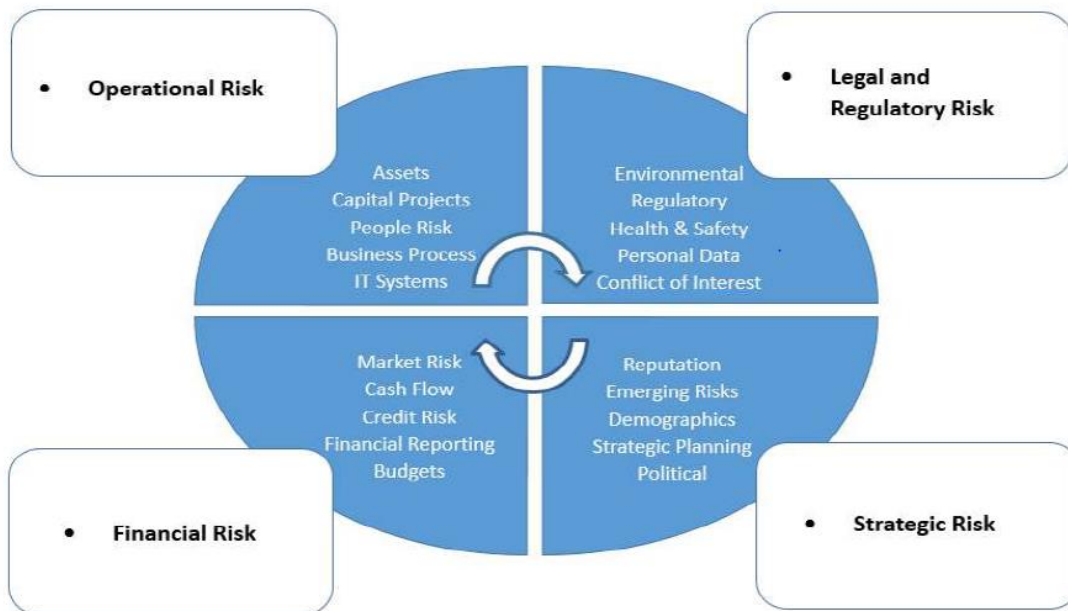 • Operational Risk
• Legal and
Regulatory Risk
Assets
Capital Projects
People Risk
Business Process
IT Systems
Environmental
Regulatory
Health & Safety
Personal Data
Conflict of Interest
Market Risk
Cash Flow
Credit Risk
Financial Reporting
Budgets
Reputation
Emerging Risks
Demographics
Strategic Planning
Political
• Financial Risk
• Strategic Risk